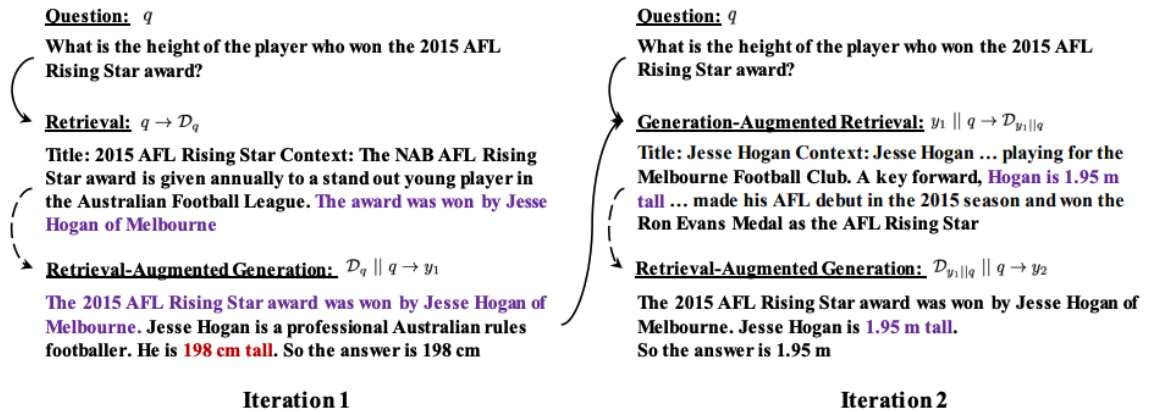 Question: q
What is the height of the player who won the 2015 AFL
Rising Star award?
Retrieval: q → D_q
Title: 2015 AFL Rising Star Context: The NAB AFL Rising
Star award is given annually to a stand out young player in
the Australian Football League. The award was won by Jesse
Hogan of Melbourne
Retrieval-Augmented Generation: D_q || q → y₁
The 2015 AFL Rising Star award was won by Jesse Hogan of
Melbourne. Jesse Hogan is a professional Australian rules
footballer. He is 198 cm tall. So the answer is 198 cm
Iteration 1
Question: q
What is the height of the player who won the 2015 AFL
Rising Star award?
Generation-Augmented Retrieval: y₁ || q → D_y₁||q
Title: Jesse Hogan Context: Jesse Hogan … playing for the
Melbourne Football Club. A key forward, Hogan is 1.95 m
tall … made his AFL debut in the 2015 season and won the
Ron Evans Medal as the AFL Rising Star
Retrieval-Augmented Generation: D_y₁||q || q → y₂
The 2015 AFL Rising Star award was won by Jesse Hogan of
Melbourne. Jesse Hogan is 1.95 m tall.
So the answer is 1.95 m
Iteration 2